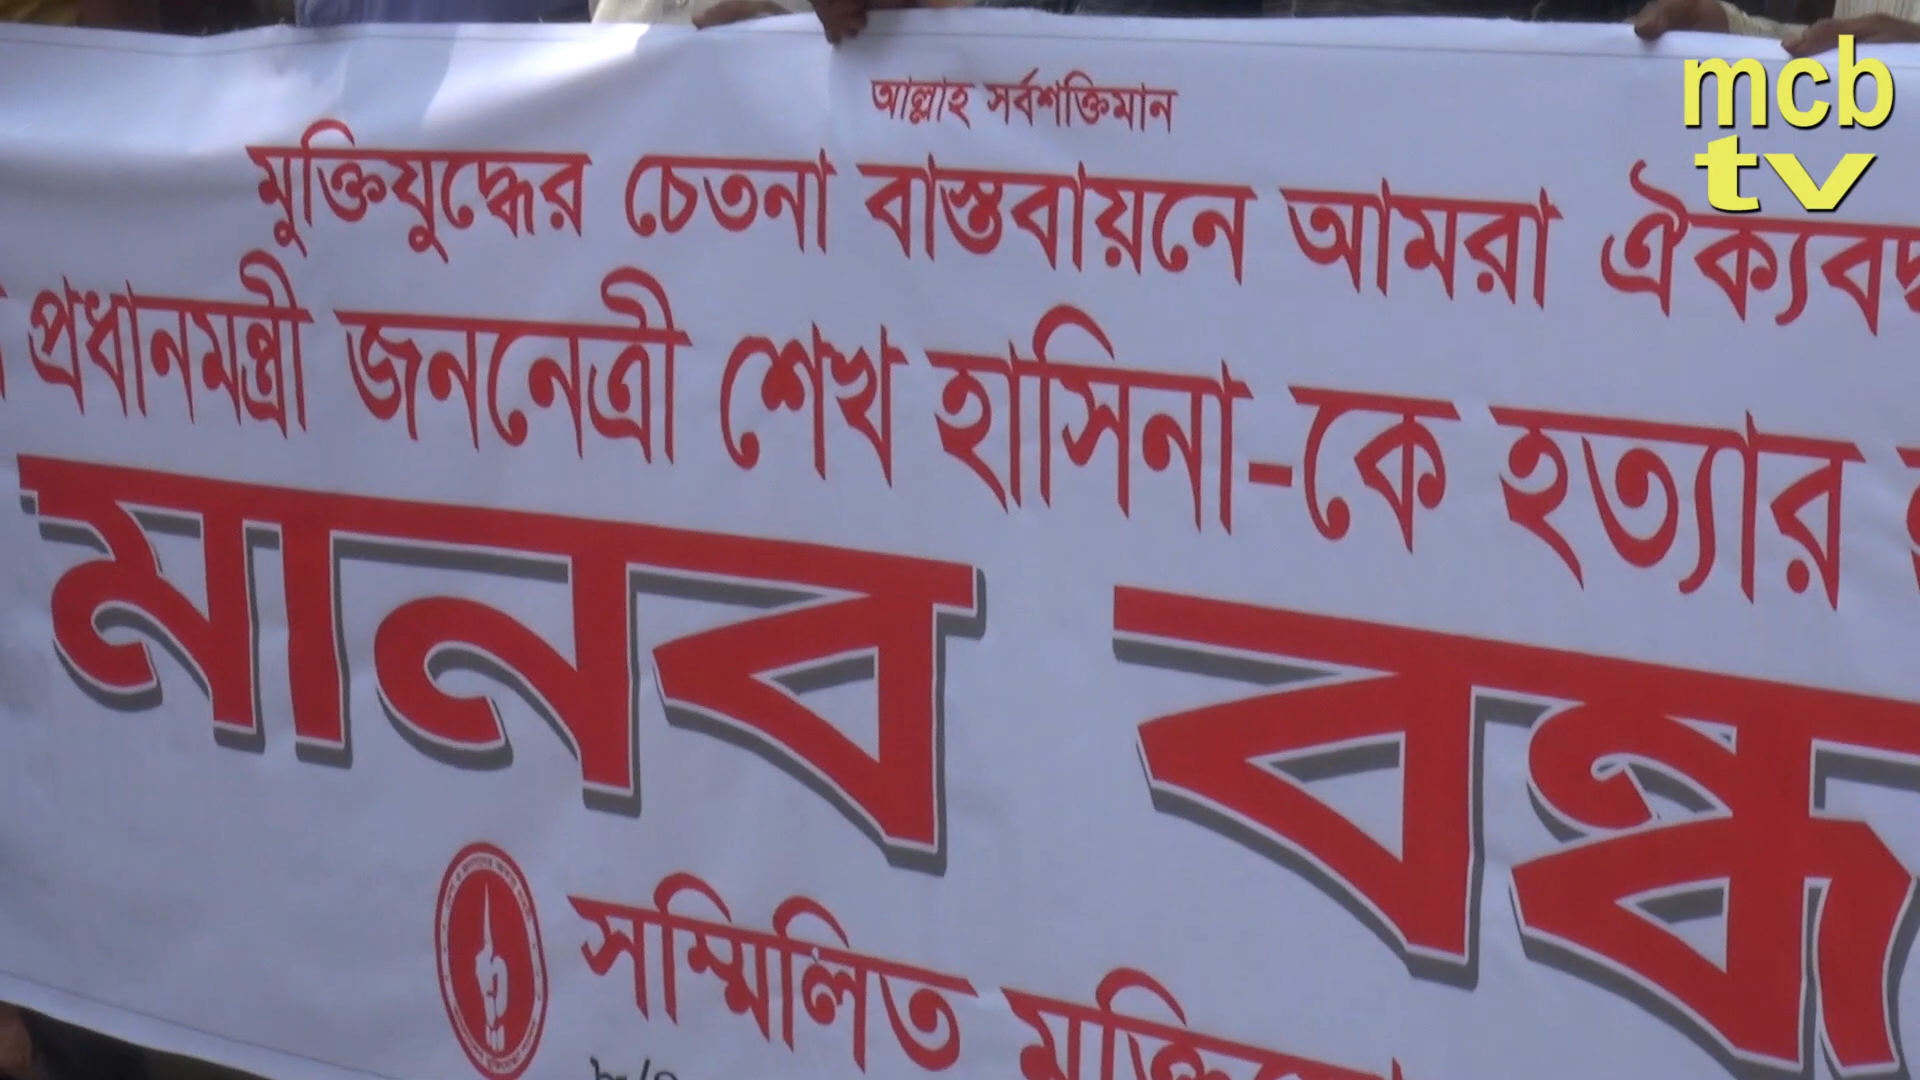 আল্লাহ সর্বশক্তিমান
মুক্তিযুদ্ধের চেতনা বাস্তবায়নে আমরা ঐক্যবদ্ধ
প্রধানমন্ত্রী জননেত্রী শেখ হাসিনা-কে হত্যার
মানব বন্ধ
সম্মিলিত
mcb
tv